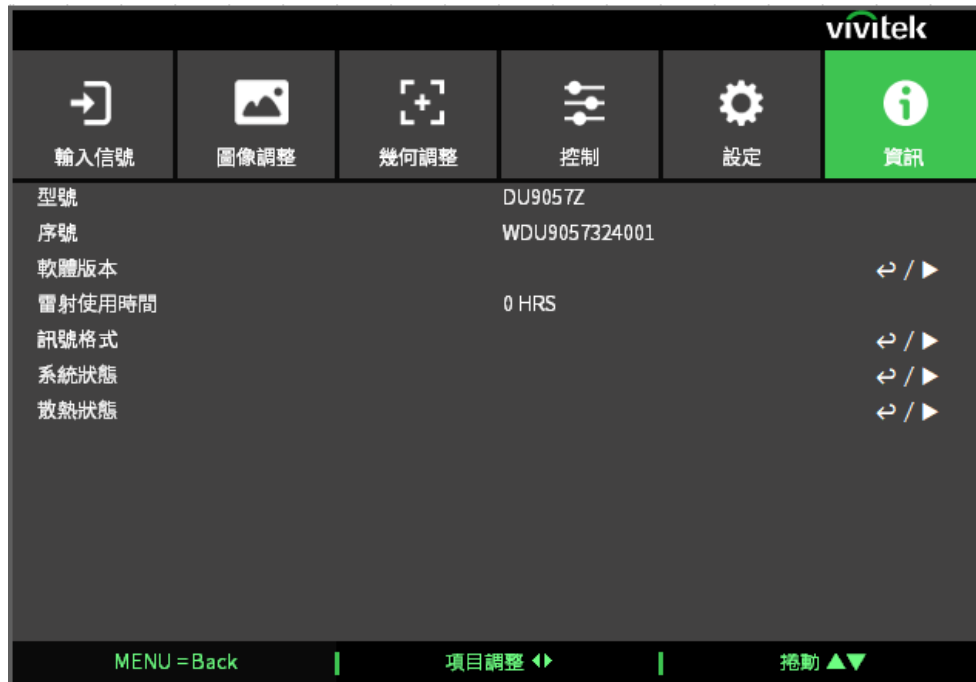 vivitek
輸入信號 圖像調整 幾何調整 控制 設定 資訊
型號 DU9057Z
序號 WDU9057324001
軟體版本 /
雷射使用時間 0 HRS
訊號格式 /
系統狀態 /
散熱狀態 /
MENU =Back 項目調整 捲動